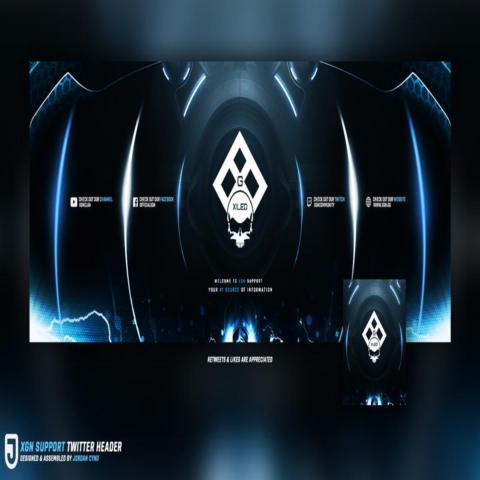 CHECK OUT OUR CHANNEL
CHECK OUT OUR FACEBOOK
G
XILEO
CHECK OUT OUR TWITCH
CHECK OUT OUR WEBSITE
WELCOME TO XGN SUPPORT
YOUR #1 SOURCE OF INFORMATION
RETWEETS & LIKES ARE APPRECIATED
XGN SUPPORT TWITTER HEADER
DESIGNED & ASSEMBLED BY JORDAN CYNO